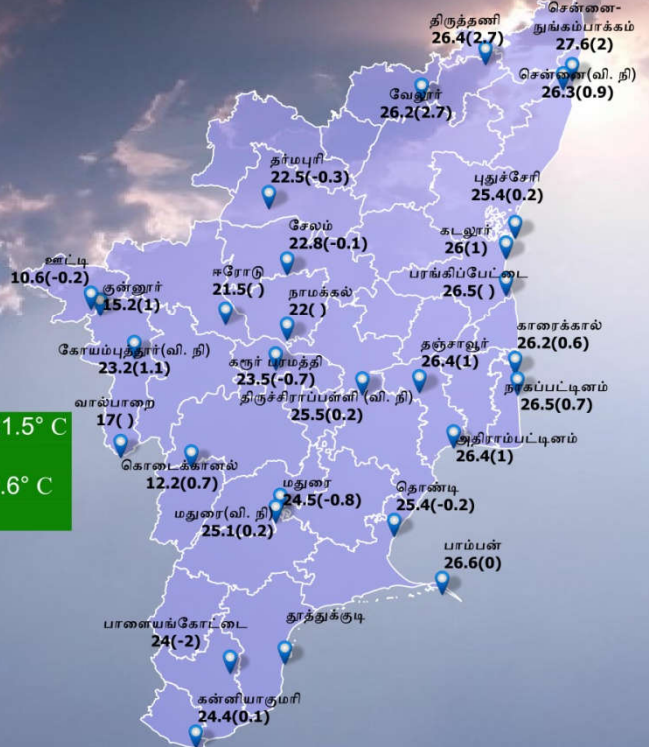 சென்னை-
நுங்கம்பாக்கம்
27.6(2)
திருத்தணி
26.4(2.7)
சென்னை(வி. நி)
26.3(0.9)
வேலூர்
26.2(2.7)
தர்மபுரி
22.5(-0.3)
புதுச்சேரி
25.4(0.2)
சேலம்
22.8(-0.1)
கடலூர்
26(1)
ஊட்டி
10.6(-0.2)
குன்னூர்
15.2(1)
ஈரோடு
21.5( )
நாமக்கல்
22( )
பரங்கிப்பேட்டை
26.5( )
காரைக்கால்
26.2(0.6)
கோயம்புத்தூர்(வி. நி)
23.2(1.1)
கரூர் பரமத்தி
23.5(-0.7)
தஞ்சாவூர்
26.4(1)
திருச்சிராப்பள்ளி (வி. நி)
25.5(0.2)
நாகப்பட்டினம்
26.5(0.7)
வால்பாறை
17( )
1.5° C
.6° C
அதிராம்பட்டினம்
26.4(1)
கொடைக்கானல்
12.2(0.7)
மதுரை
24.5(-0.8)
தொண்டி
25.4(-0.2)
மதுரை(வி. நி)
25.1(0.2)
பாம்பன்
26.6(0)
பாளையங்கோட்டை
24(-2)
தூத்துக்குடி
கன்னியாகுமரி
24.4(0.1)